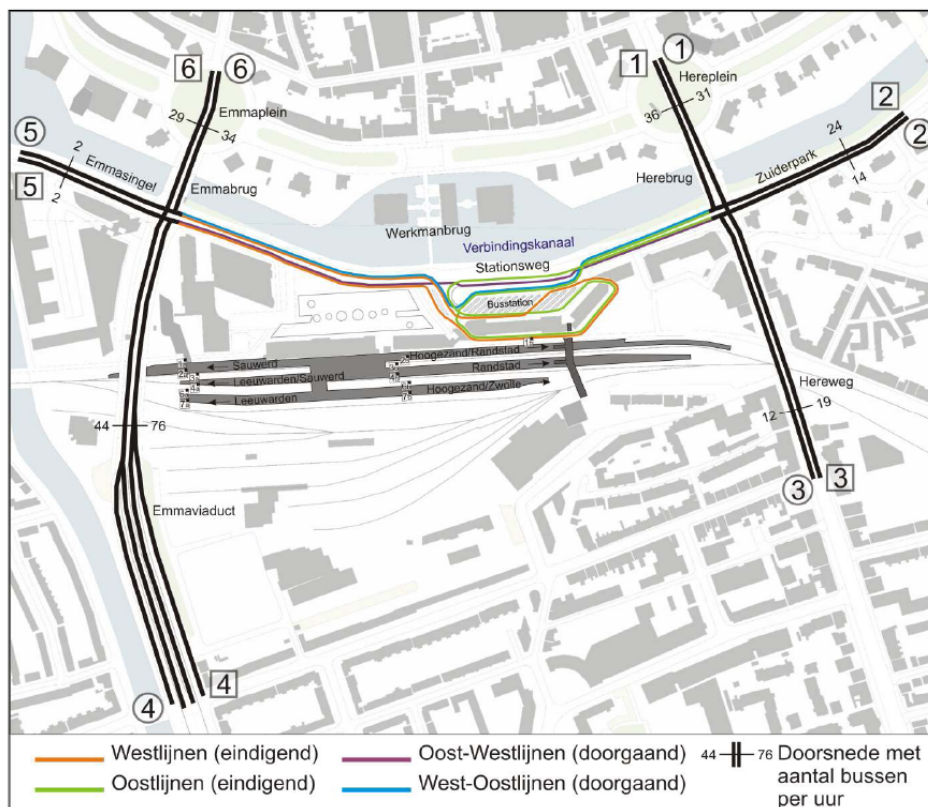 6
6
Emmaplein
29
34
1
1
Hereplein
36
31
2
2
24
14
Zuiderpark
5
5
2
2
Emmasingel
Emmabrug
Herebrug
Werkmanbrug
Verbindingskanaal
Stationsweg
Busstation
Hoogezand/Randstad
Sauwerd
Randstad
Leeuwarden/Sauwerd
Hoogezand/Zwolle
Leeuwarden
Hereweg
12
19
44
76
3
3
Emmaviaduct
4
4
Westlijnen (eindigend)
Oost-Westlijnen (doorgaand)
44
76
Doorsnede met
aantal bussen
per uur
Oostlijnen (eindigend)
West-Oostlijnen (doorgaand)